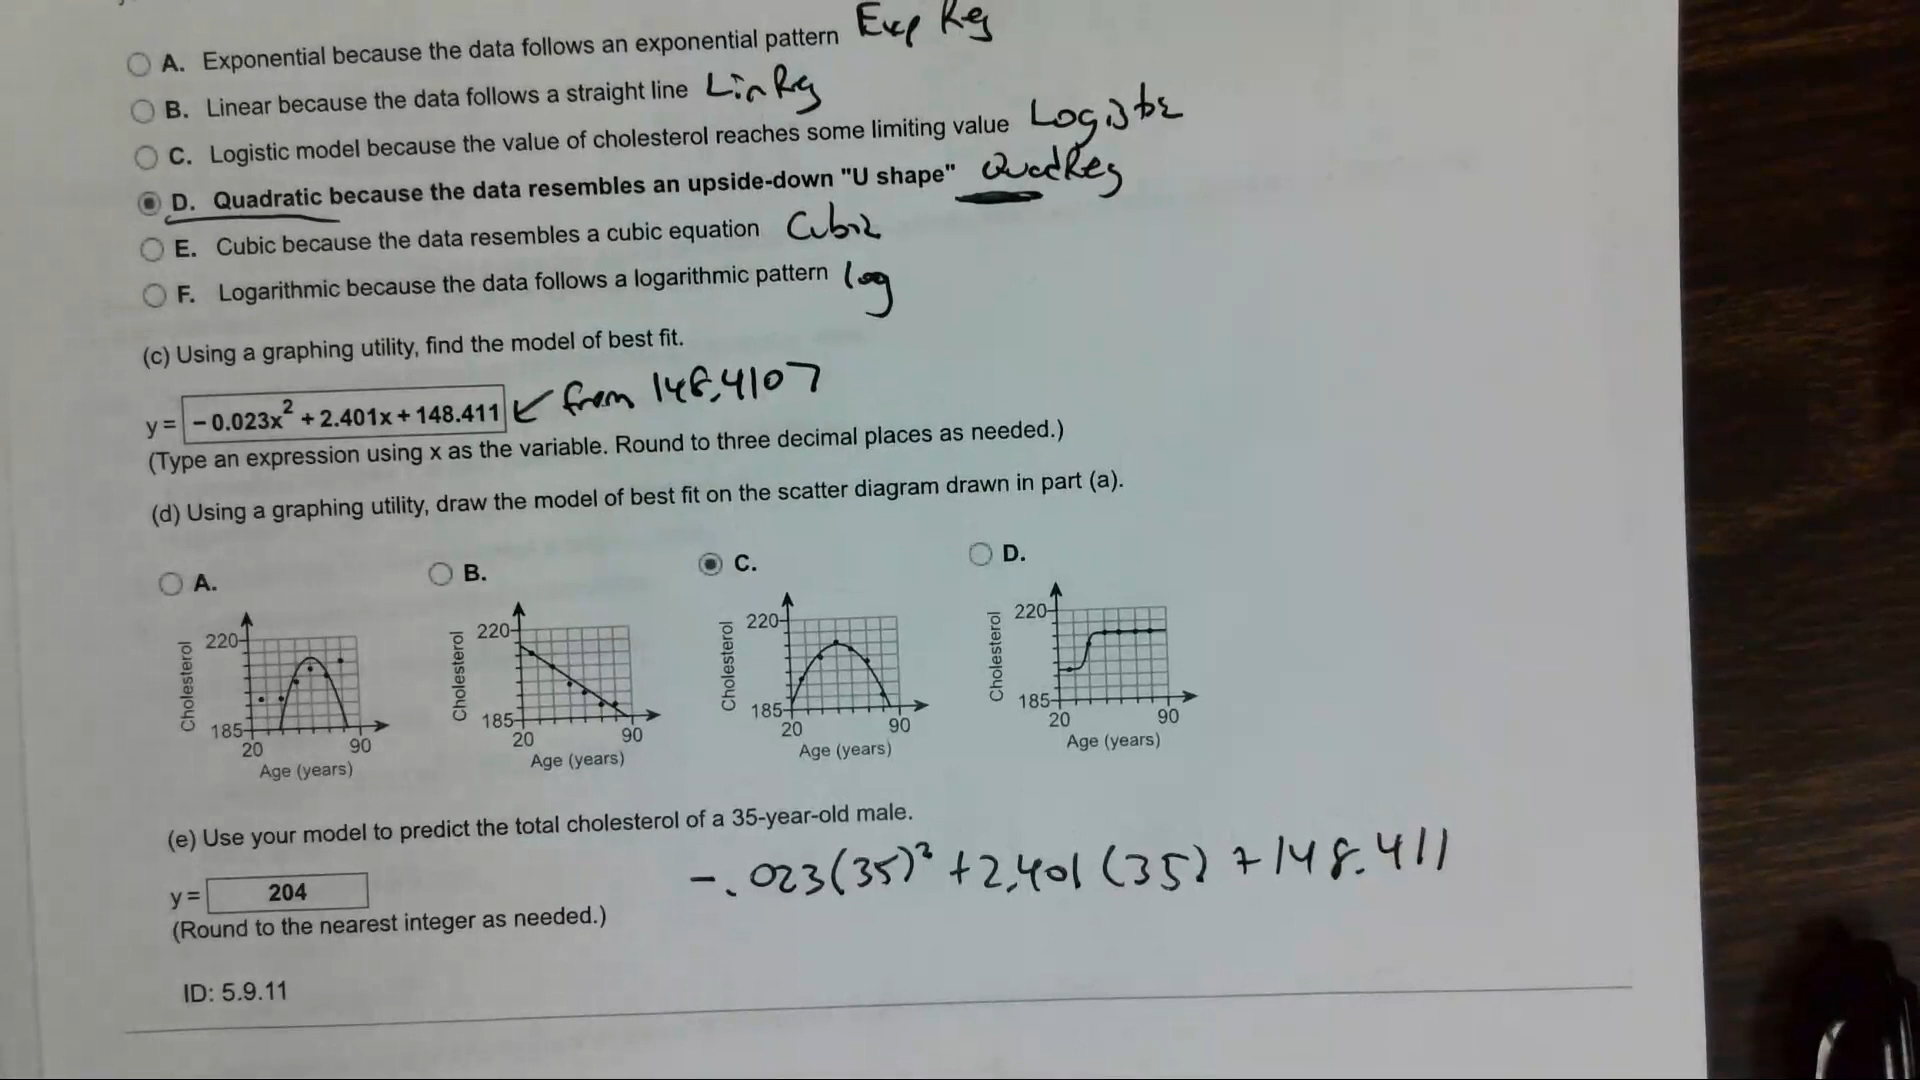 A. Exponential because the data follows an exponential pattern Exp Reg
B. Linear because the data follows a straight line LinReg
C. Logistic model because the value of cholesterol reaches some limiting value Logistic
D. Quadratic because the data resembles an upside-down "U shape" QuadReg
E. Cubic because the data resembles a cubic equation Cubic
F. Logarithmic because the data follows a logarithmic pattern log
(c) Using a graphing utility, find the model of best fit.
y = - 0.023x² + 2.401x + 148.411 ↙ from 148.4107
(Type an expression using x as the variable. Round to three decimal places as needed.)
(d) Using a graphing utility, draw the model of best fit on the scatter diagram drawn in part (a).
A.
220
Cholesterol
185
20 90
Age (years)
B.
220
Cholesterol
185
20 90
Age (years)
C.
220
Cholesterol
185
20 90
Age (years)
D.
220
Cholesterol
185
20 90
Age (years)
(e) Use your model to predict the total cholesterol of a 35-year-old male.
-.023(35)² + 2.401(35) + 148.411
y = 204
(Round to the nearest integer as needed.)
ID: 5.9.11